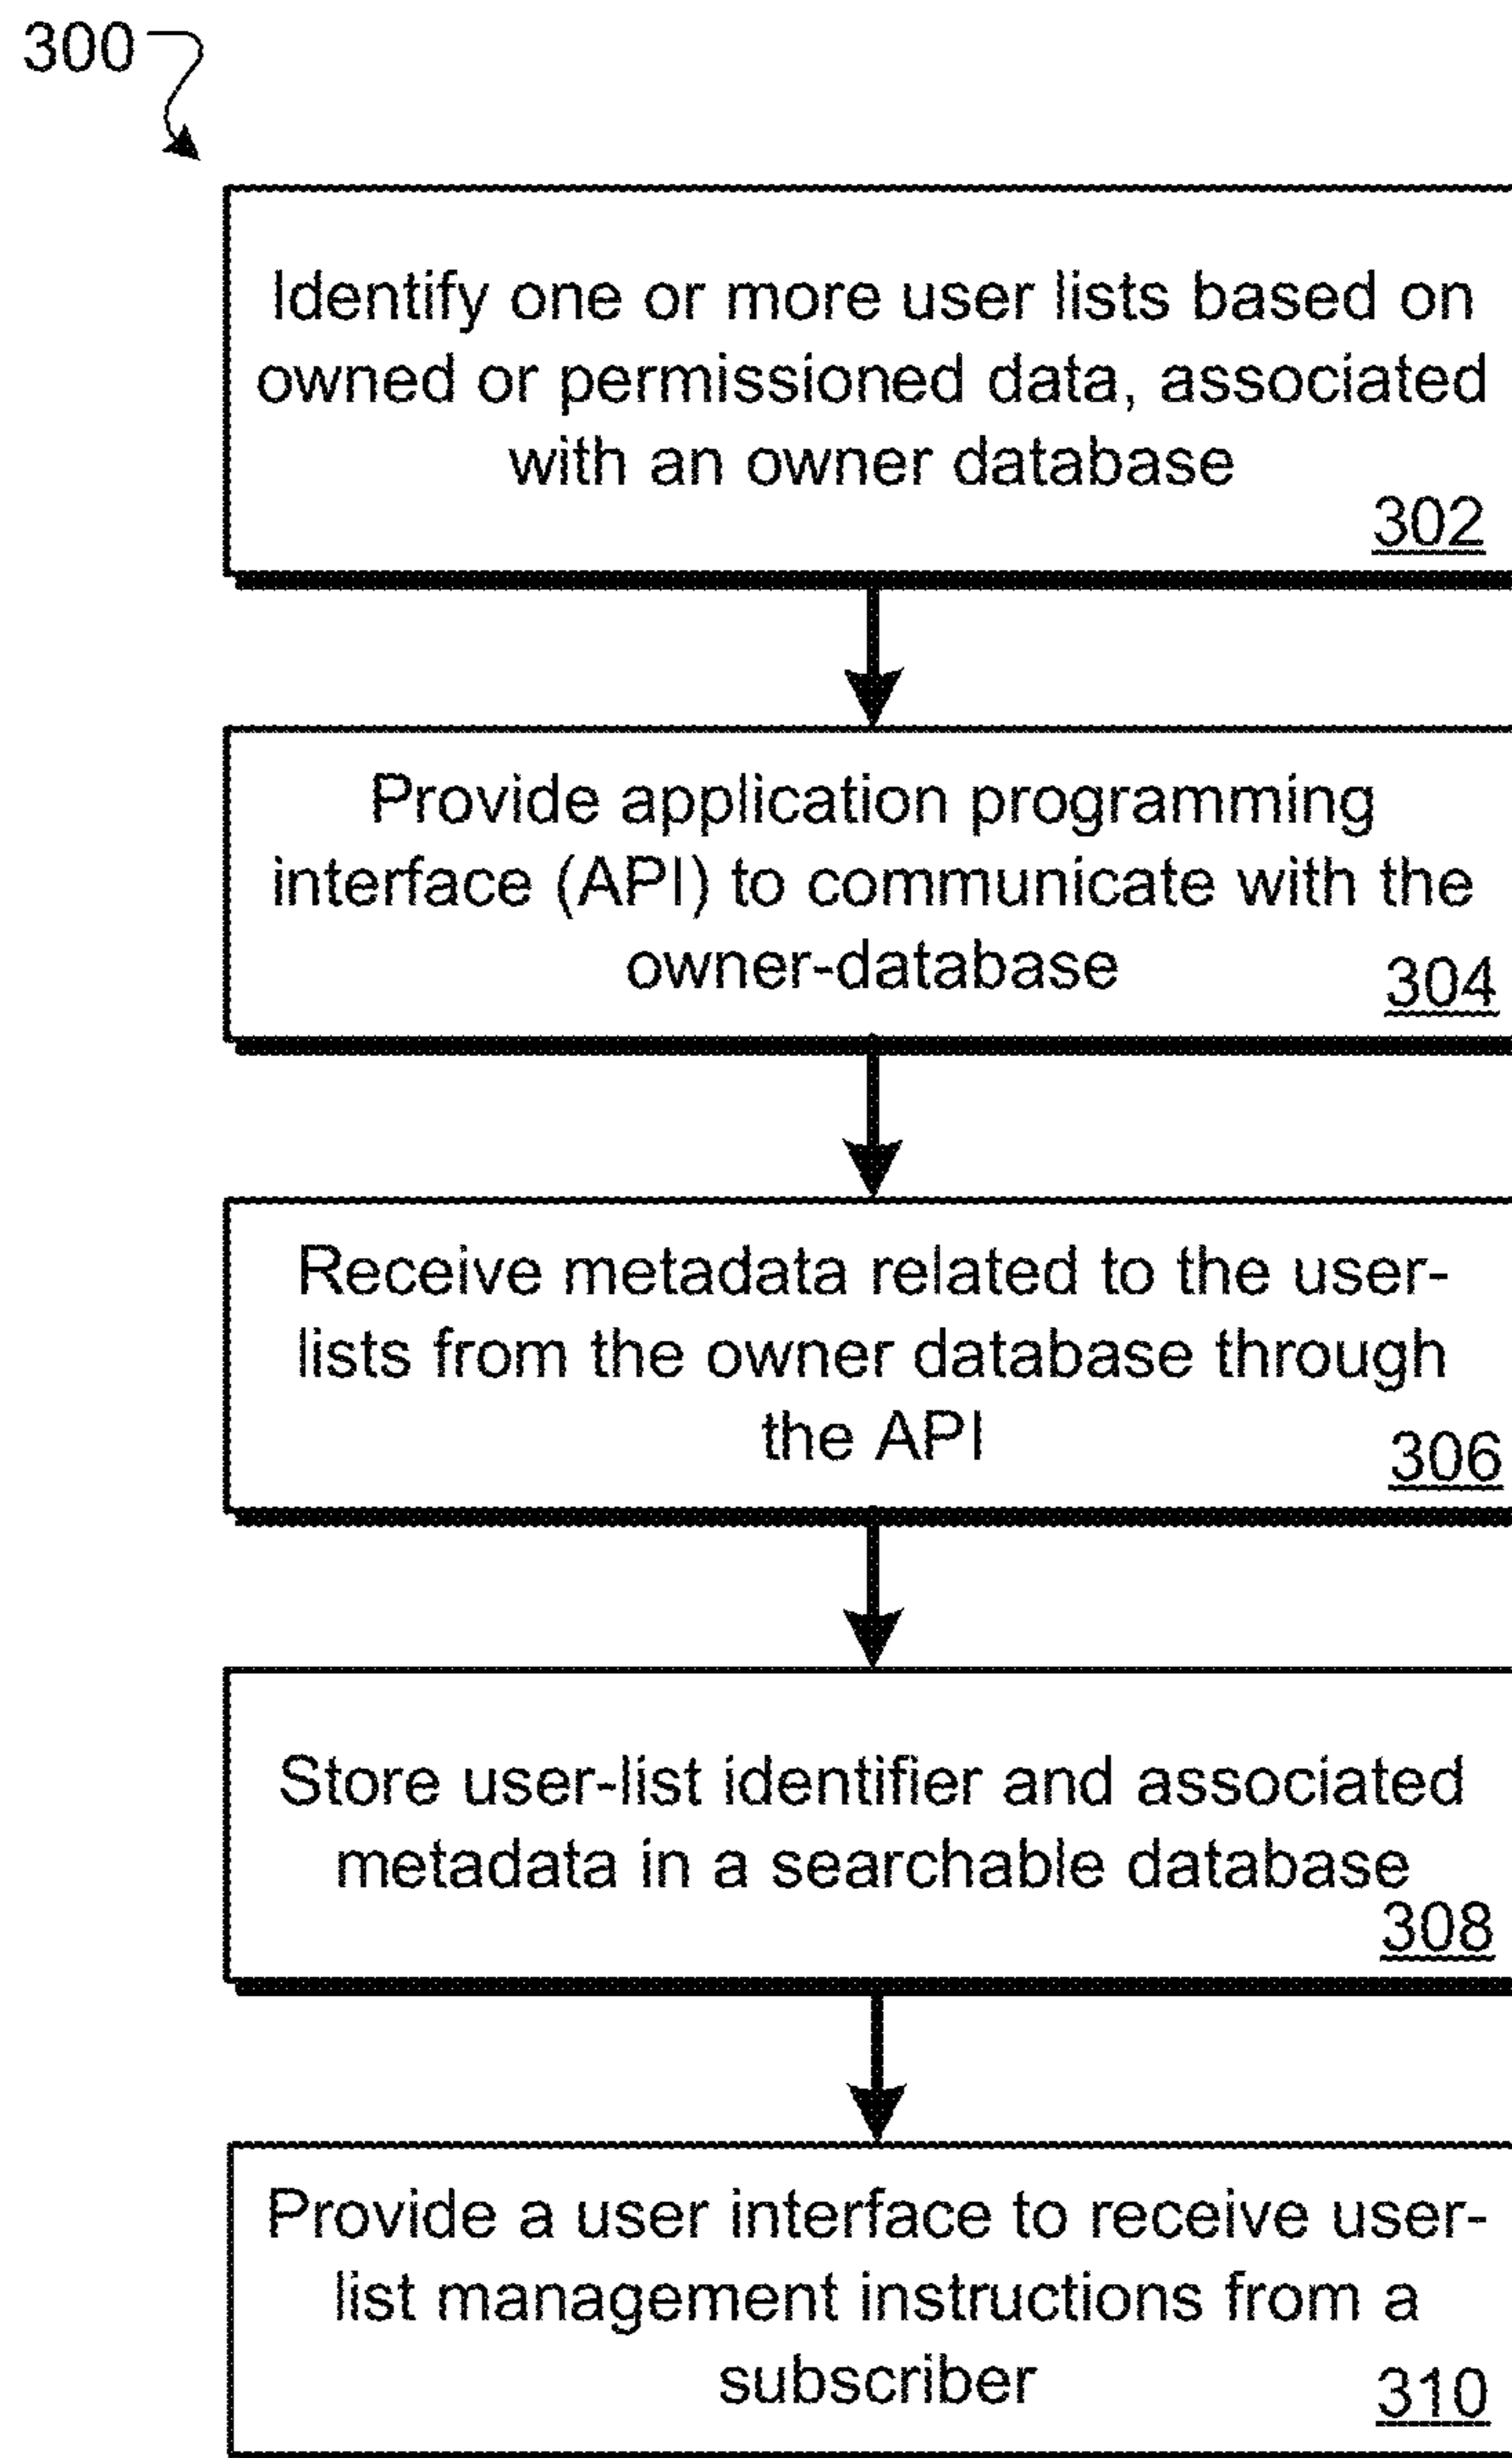 300
Identify one or more user lists based on
owned or permissioned data, associated
with an owner database
302
Provide application programming
interface (API) to communicate with the
owner-database
304
Receive metadata related to the user-
lists from the owner database through
the API
306
Store user-list identifier and associated
metadata in a searchable database
308
Provide a user interface to receive user-
list management instructions from a
subscriber
310